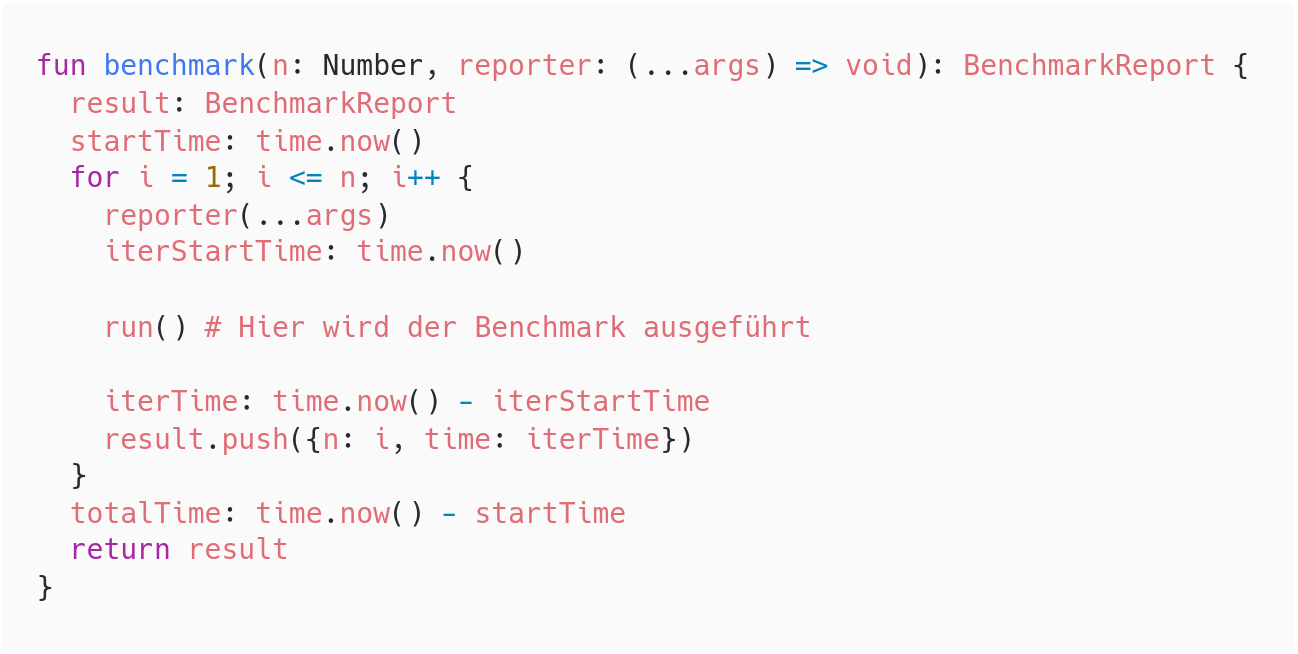 fun benchmark(n: Number, reporter: (...args) => void): BenchmarkReport {
  result: BenchmarkReport
  startTime: time.now()
  for i = 1; i <= n; i++ {
    reporter(...args)
    iterStartTime: time.now()

    run() # Hier wird der Benchmark ausgeführt

    iterTime: time.now() - iterStartTime
    result.push({n: i, time: iterTime})
  }
  totalTime: time.now() - startTime
  return result
}